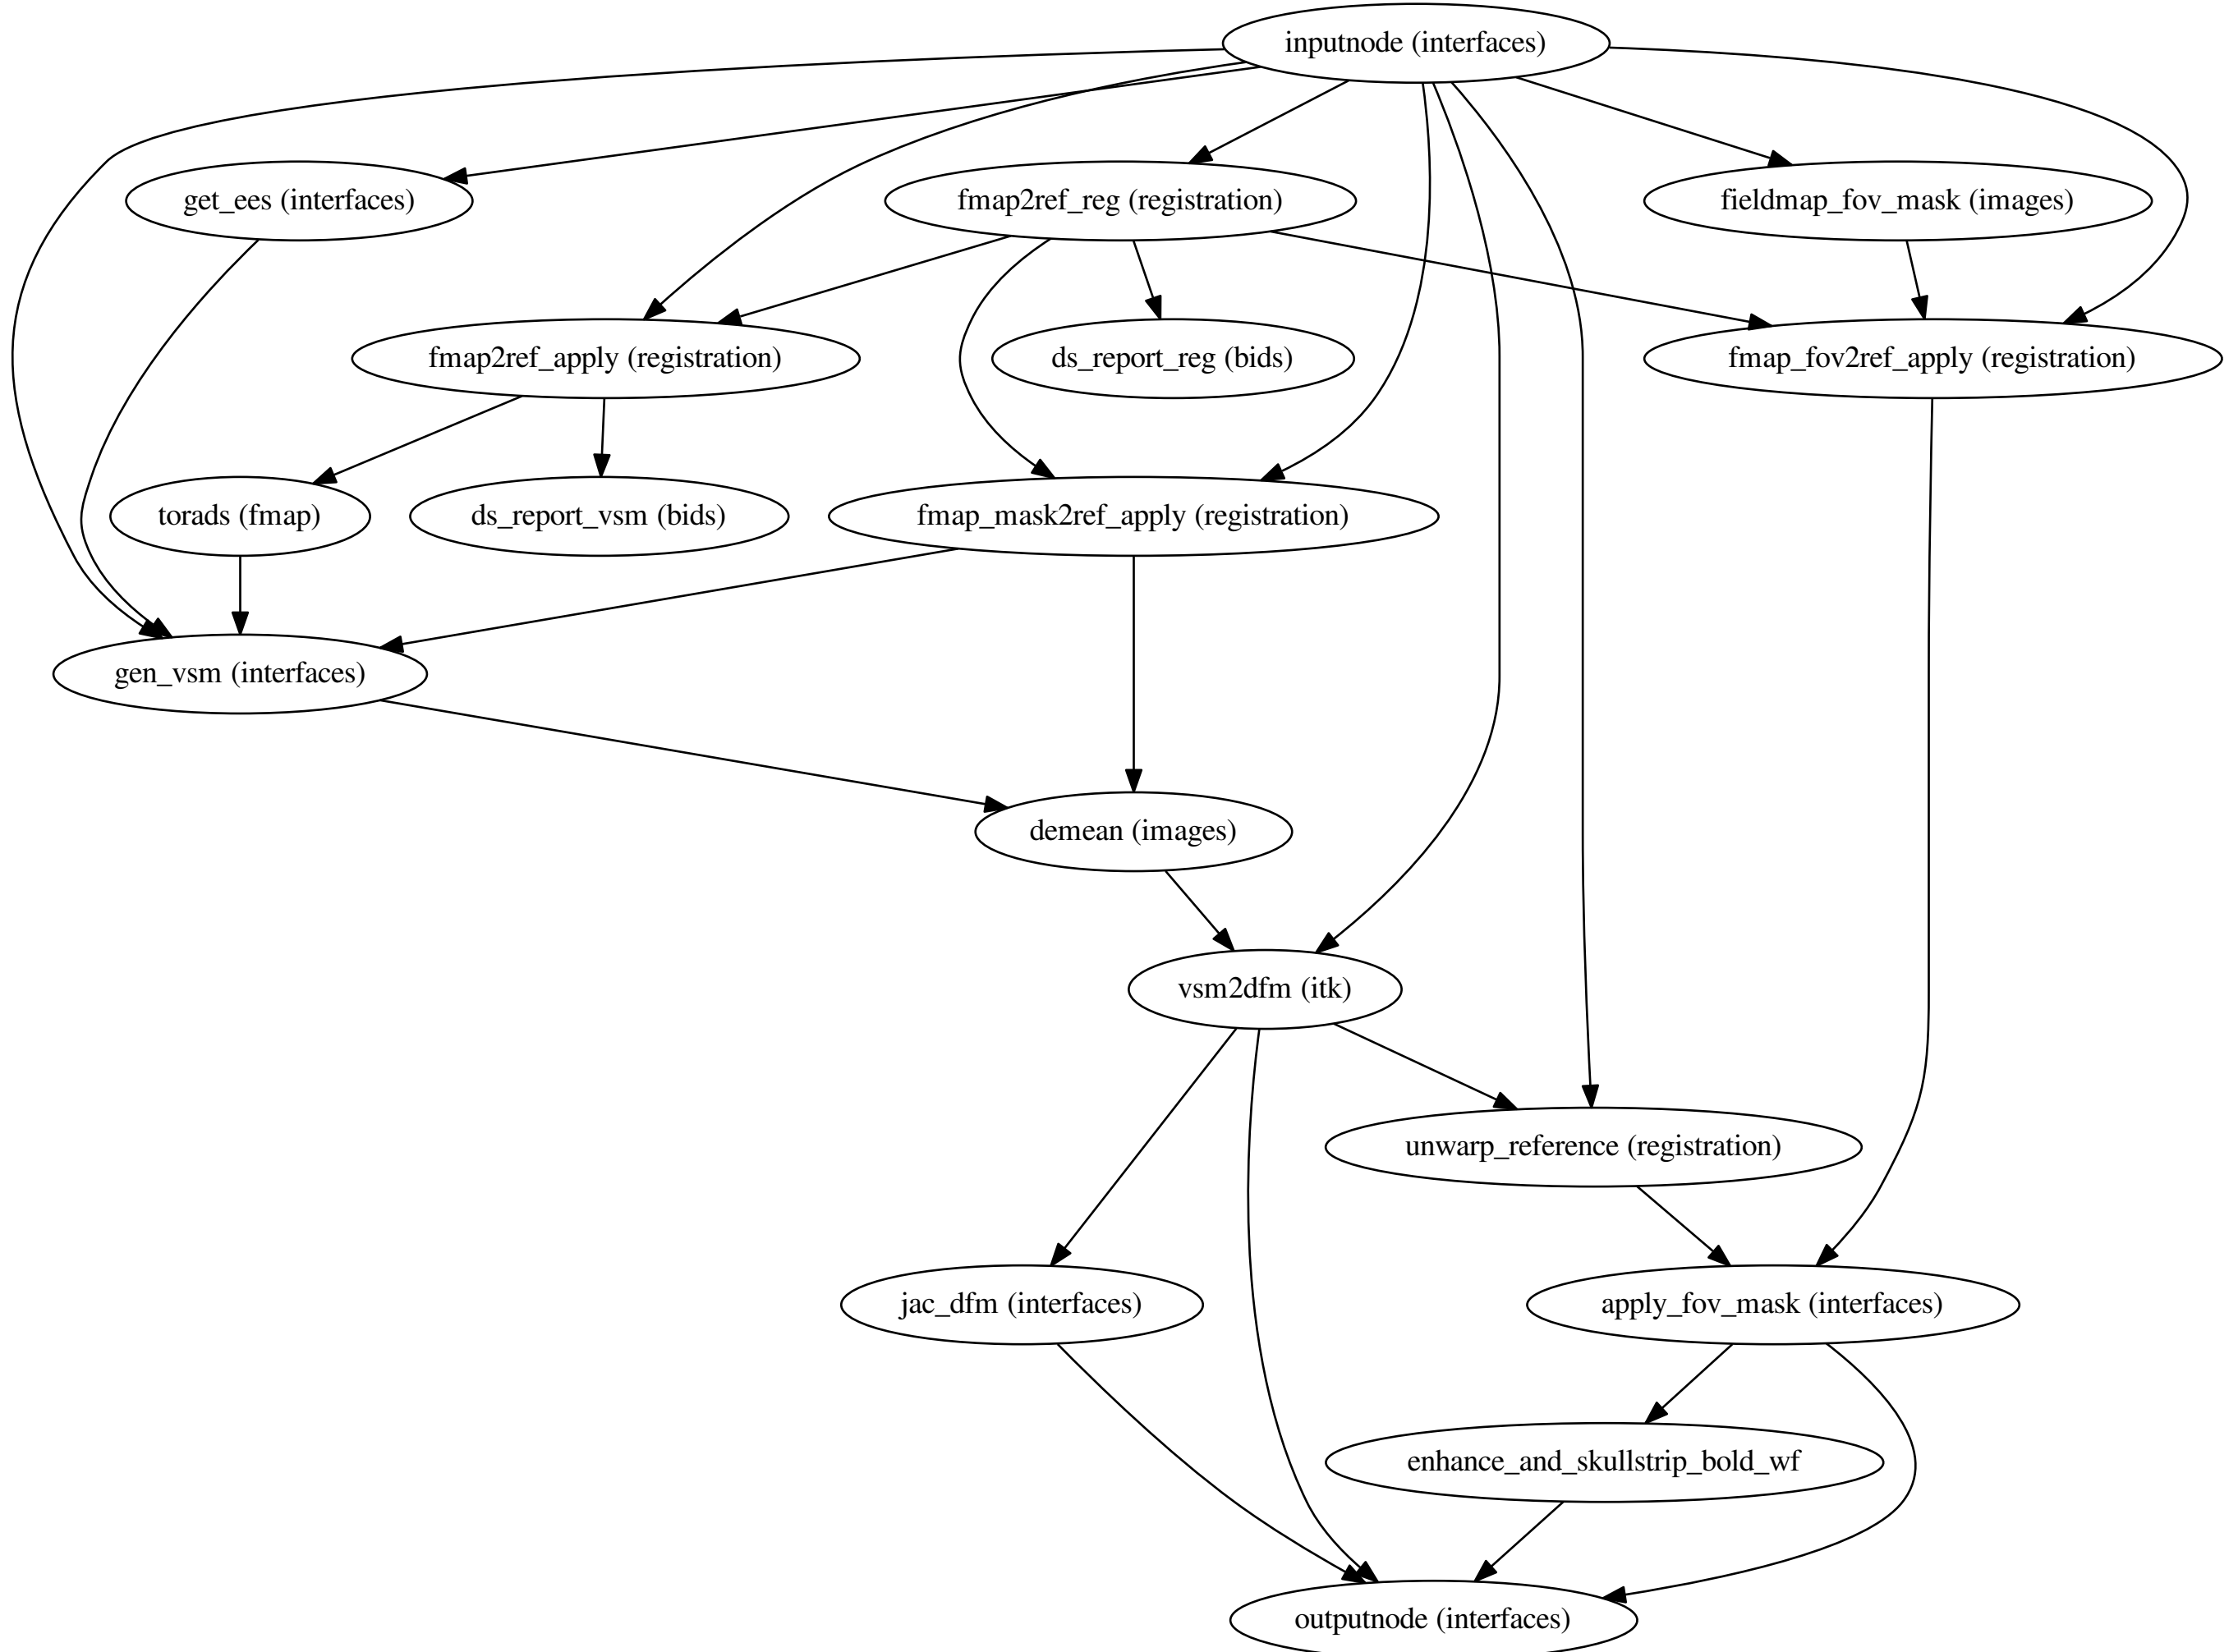 inputnode (interfaces)
get_ees (interfaces)
fmap2ref_reg (registration)
fieldmap_fov_mask (images)
fmap2ref_apply (registration)
ds_report_reg (bids)
fmap_fov2ref_apply (registration)
torads (fmap)
ds_report_vsm (bids)
fmap_mask2ref_apply (registration)
gen_vsm (interfaces)
demean (images)
vsm2dfm (itk)
unwarp_reference (registration)
jac_dfm (interfaces)
apply_fov_mask (interfaces)
enhance_and_skullstrip_bold_wf
outputnode (interfaces)